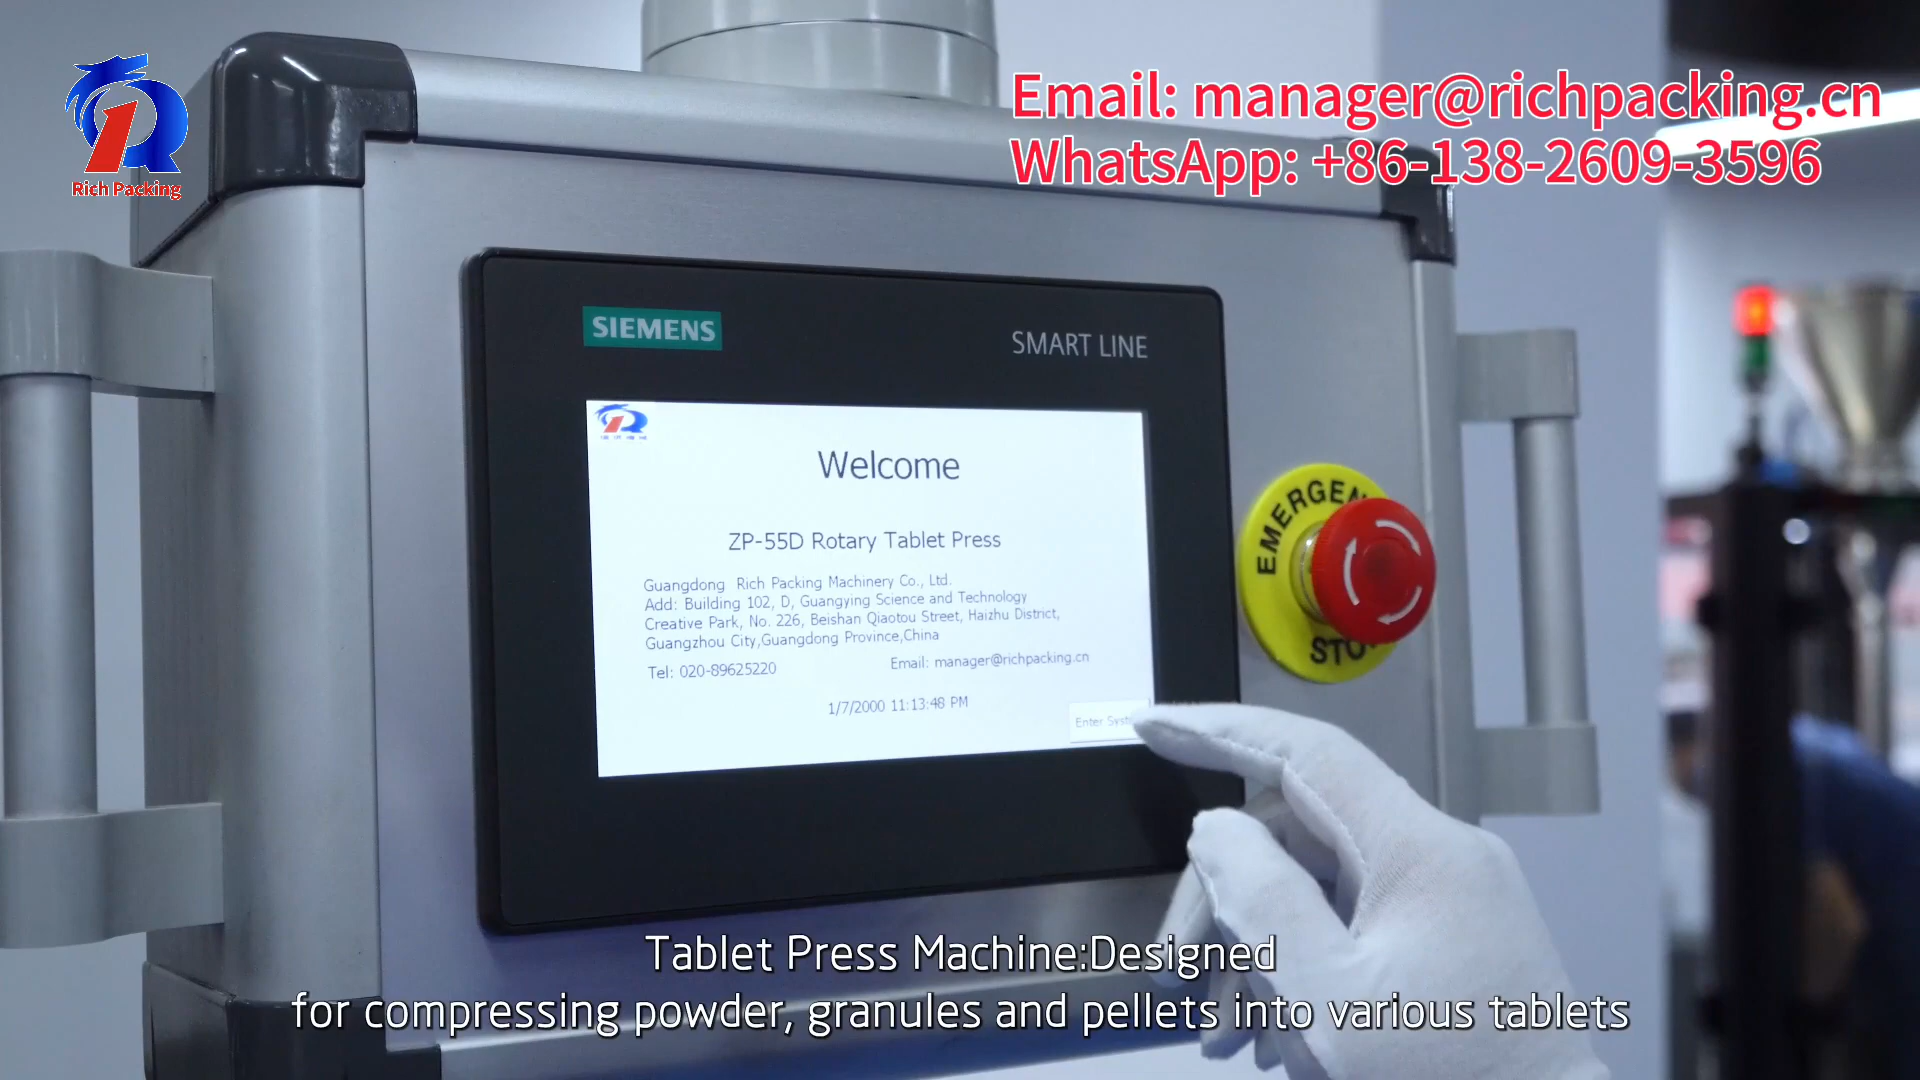 Rich Packing
Email: manager@richpacking.cn
WhatsApp: +86-138-2609-3596
SIEMENS
SMART LINE
Welcome
ZP-55D Rotary Tablet Press
Guangdong Rich Packing Machinery Co., Ltd.
Add: Building 102, D, Guangying Science and Technology
Creative Park, No. 226, Beishan Qiaotou Street, Haizhu District,
Guangzhou City,Guangdong Province,China
Tel: 020-89625220
Email: manager@richpacking.cn
1/7/2000 11:13:48 PM
Enter
EMERGEN
STO
Tablet Press Machine:Designed
for compressing powder, granules and pellets into various tablets